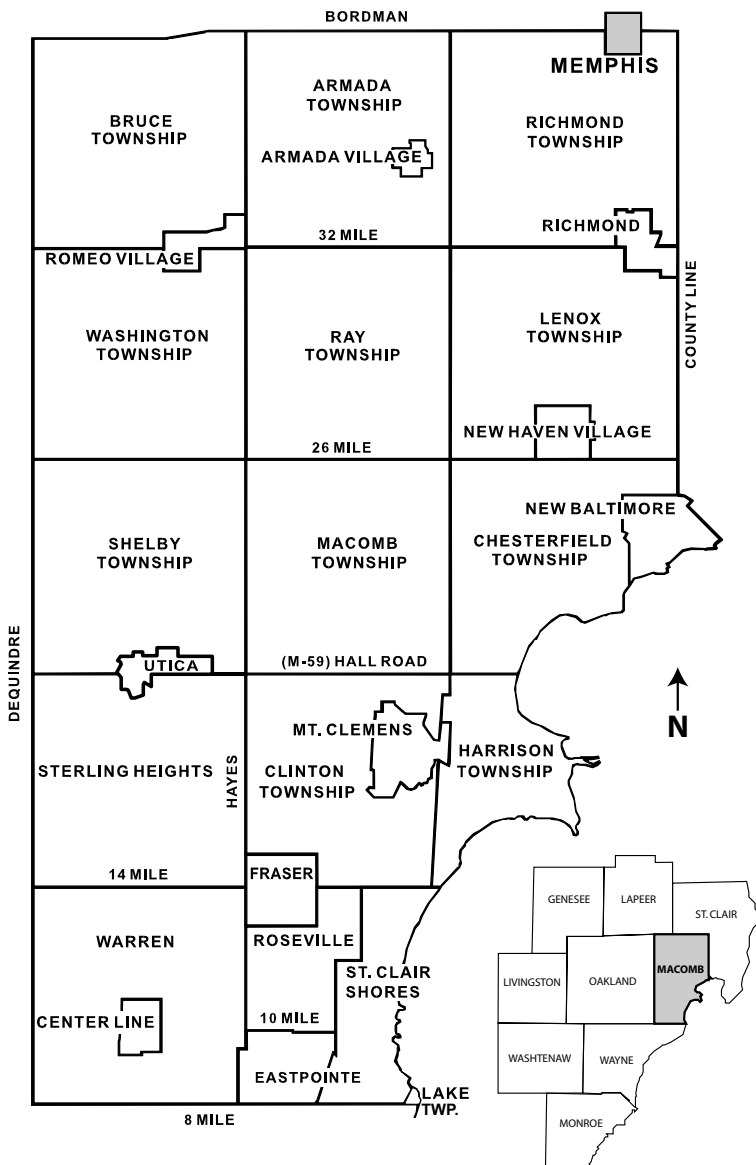 BORDMAN
MEMPHIS
ARMADA
TOWNSHIP
BRUCE
TOWNSHIP
RICHMOND
TOWNSHIP
ARMADA VILLAGE
RICHMOND
32 MILE
ROMEO VILLAGE
COUNTY LINE
WASHINGTON
TOWNSHIP
RAY
TOWNSHIP
LENOX
TOWNSHIP
NEW HAVEN VILLAGE
26 MILE
NEW BALTIMORE
SHELBY
TOWNSHIP
MACOMB
TOWNSHIP
CHESTERFIELD
TOWNSHIP
DEQUINDRE
UTICA
(M-59) HALL ROAD
N
MT. CLEMENS
STERLING HEIGHTS
HAYES
CLINTON
TOWNSHIP
HARRISON
TOWNSHIP
14 MILE
FRASER
WARREN
ROSEVILLE
ST. CLAIR
SHORES
CENTER LINE
10 MILE
EASTPOINTE
LAKE
TWP.
8 MILE
GENESEE
LAPEER
ST. CLAIR
LIVINGSTON
OAKLAND
MACOMB
WASHTENAW
WAYNE
MONROE